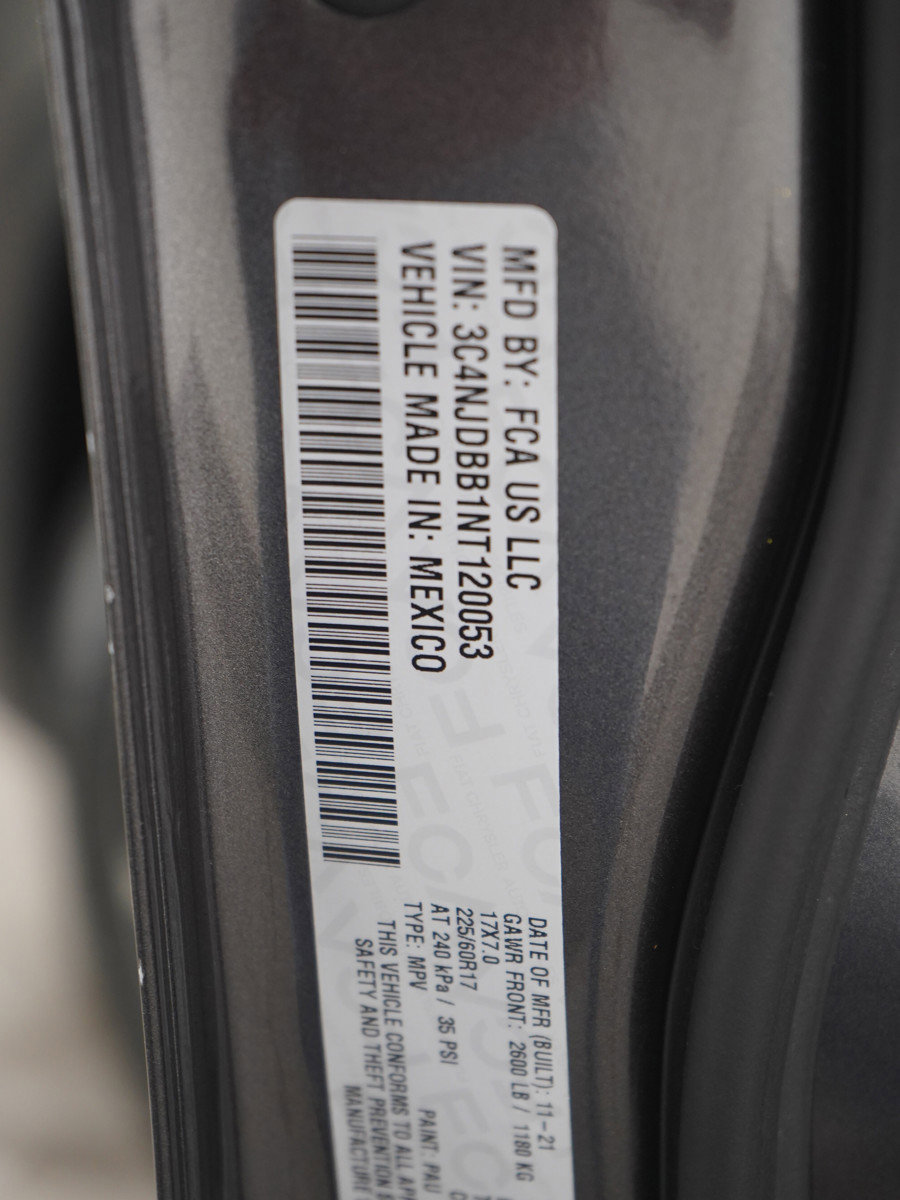 MFD BY: FCA US LLC
VIN: 3C4NJDBB1NT120053
VEHICLE MADE IN: MEXICO
DATE OF MFR (BUILT): 11-21
GAWR FRONT: 2600 LB / 1180 KG
17X7.0
225/60R17
AT 240 kPa / 35 PSI
TYPE: MPV PAINT: PAU
THIS VEHICLE CONFORMS TO ALL
SAFETY AND THEFT PREVENTION